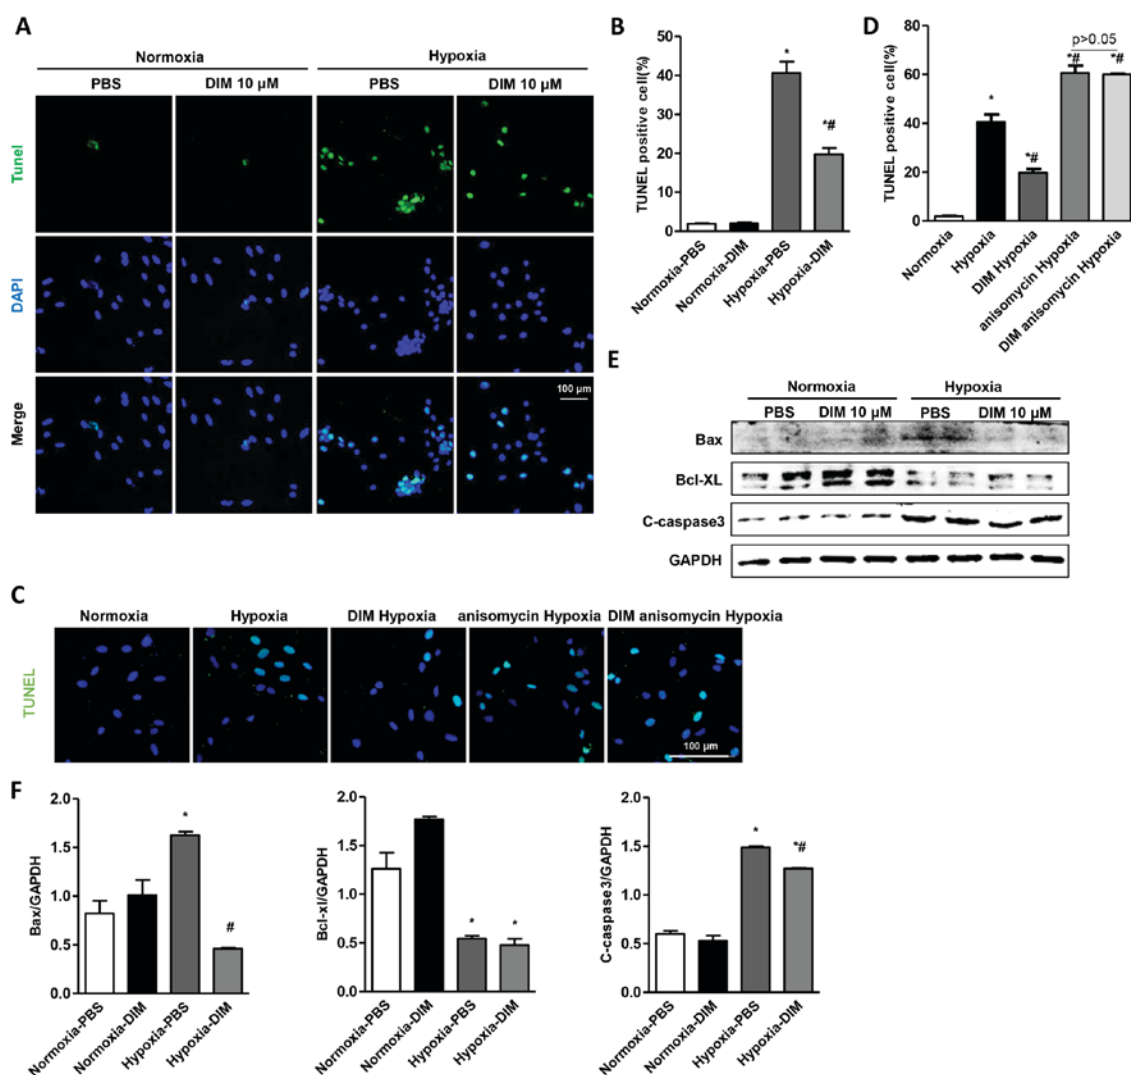 A
Normoxia
Hypoxia
PBS
DIM 10 µM
PBS
DIM 10 µM
Tunel
DAPI
Merge
100 µm
B
TUNEL positive cell(%)
50
40
30
20
10
0
*
*#
Normoxia-PBS
Normoxia-DIM
Hypoxia-PBS
Hypoxia-DIM
D
TUNEL positive cell(%)
80
60
40
20
0
p>0.05
*
*#
*#
*#
Normoxia
Hypoxia
DIM Hypoxia
anisomycin Hypoxia
DIM anisomycin Hypoxia
E
Normoxia
Hypoxia
PBS
DIM 10 µM
PBS
DIM 10 µM
Bax
Bcl-XL
C-caspase3
GAPDH
C
Normoxia
Hypoxia
DIM Hypoxia
anisomycin Hypoxia
DIM anisomycin Hypoxia
TUNEL
100 µm
F
Bax/GAPDH
2.0
1.5
1.0
0.5
0.0
*
#
Normoxia-PBS
Normoxia-DIM
Hypoxia-PBS
Hypoxia-DIM
Bcl-xl/GAPDH
2.0
1.5
1.0
0.5
0.0
*
*
Normoxia-PBS
Normoxia-DIM
Hypoxia-PBS
Hypoxia-DIM
C-caspase3/GAPDH
2.0
1.5
1.0
0.5
0.0
*
*#
Normoxia-PBS
Normoxia-DIM
Hypoxia-PBS
Hypoxia-DIM